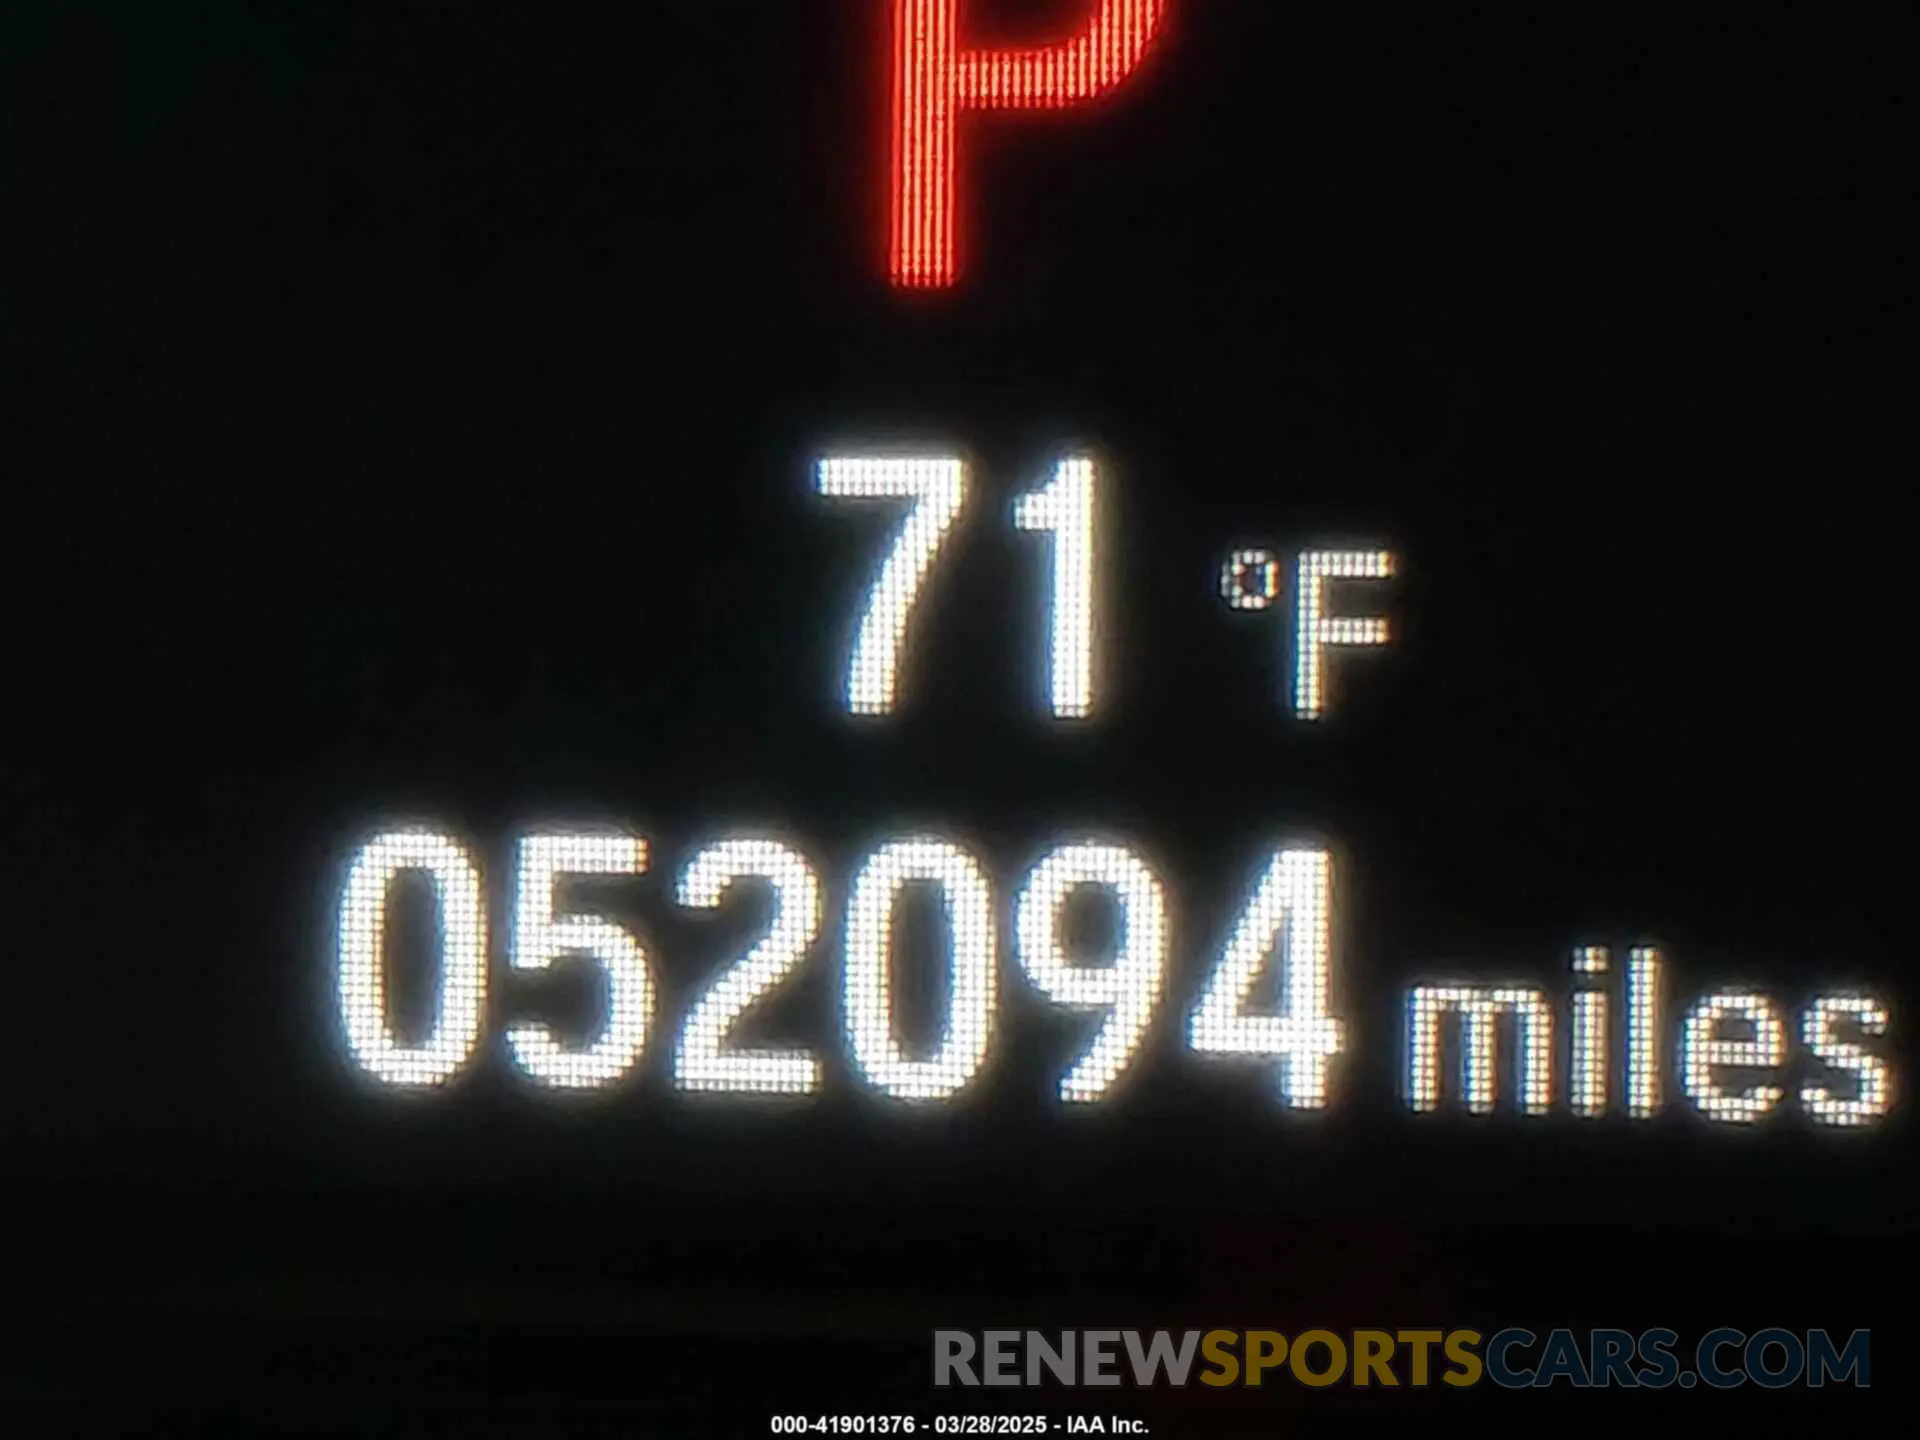 P
71 °F
052094 miles
RENEWSPORTSCARS.COM
000-41901376 - 03/28/2025 - IAA Inc.